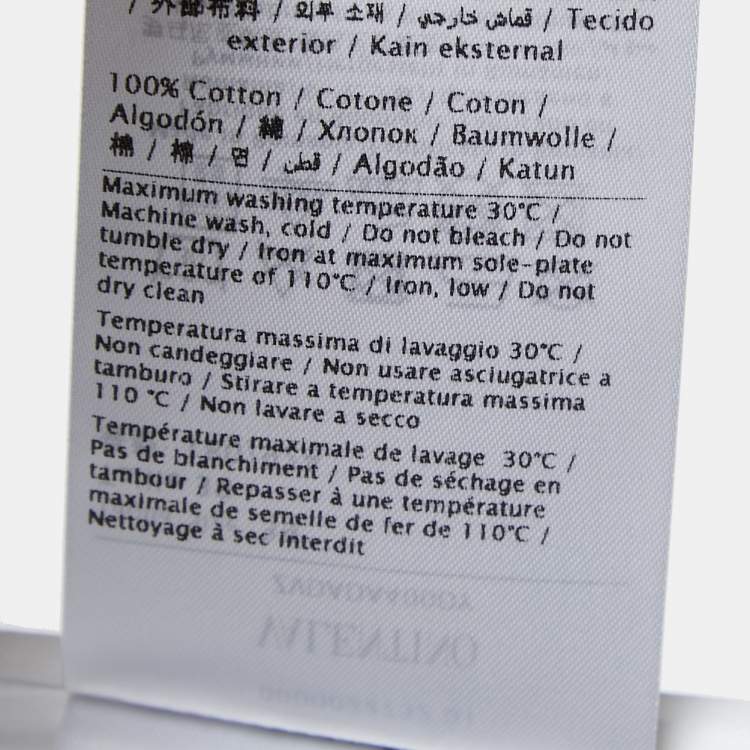 / 外部布料 / 외부 소재 / قماش خارجي / Tecido
exterior / Kain eksternal
100% Cotton / Cotone / Coton /
Algodón / 綿 / Хлопок / Baumwolle /
棉 / 棉 / 면 / قطن / Algodão / Katun
Maximum washing temperature 30°C /
Machine wash, cold / Do not bleach / Do not
tumble dry / Iron at maximum sole-plate
temperature of 110°C / Iron, low / Do not
dry clean
Temperatura massima di lavaggio 30°C /
Non candeggiare / Non usare asciugatrice a
tamburo / Stirare a temperatura massima
110 °C / Non lavare a secco
Température maximale de lavage 30°C /
Pas de blanchiment / Pas de séchage en
tambour / Repasser à une température
maximale de semelle de fer de 110°C /
Nettoyage à sec interdit
VALENTINO